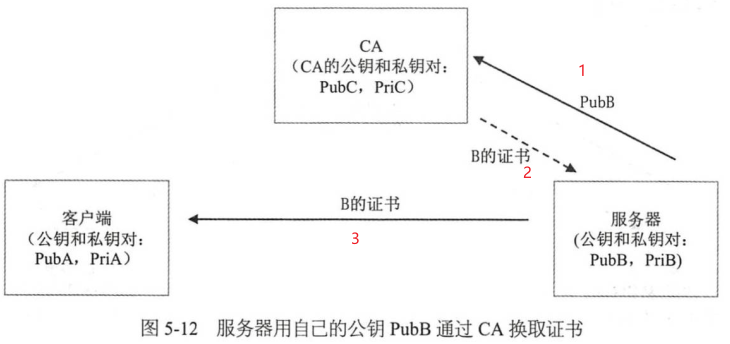 CA
（CA的公钥和私钥对：
PubC，PriC）
1
PubB
B的证书
2
客户端
（公钥和私钥对：
PubA，PriA）
B的证书
3
服务器
(公钥和私钥对：
PubB，PriB)
图 5-12 服务器用自己的公钥 PubB 通过 CA 换取证书